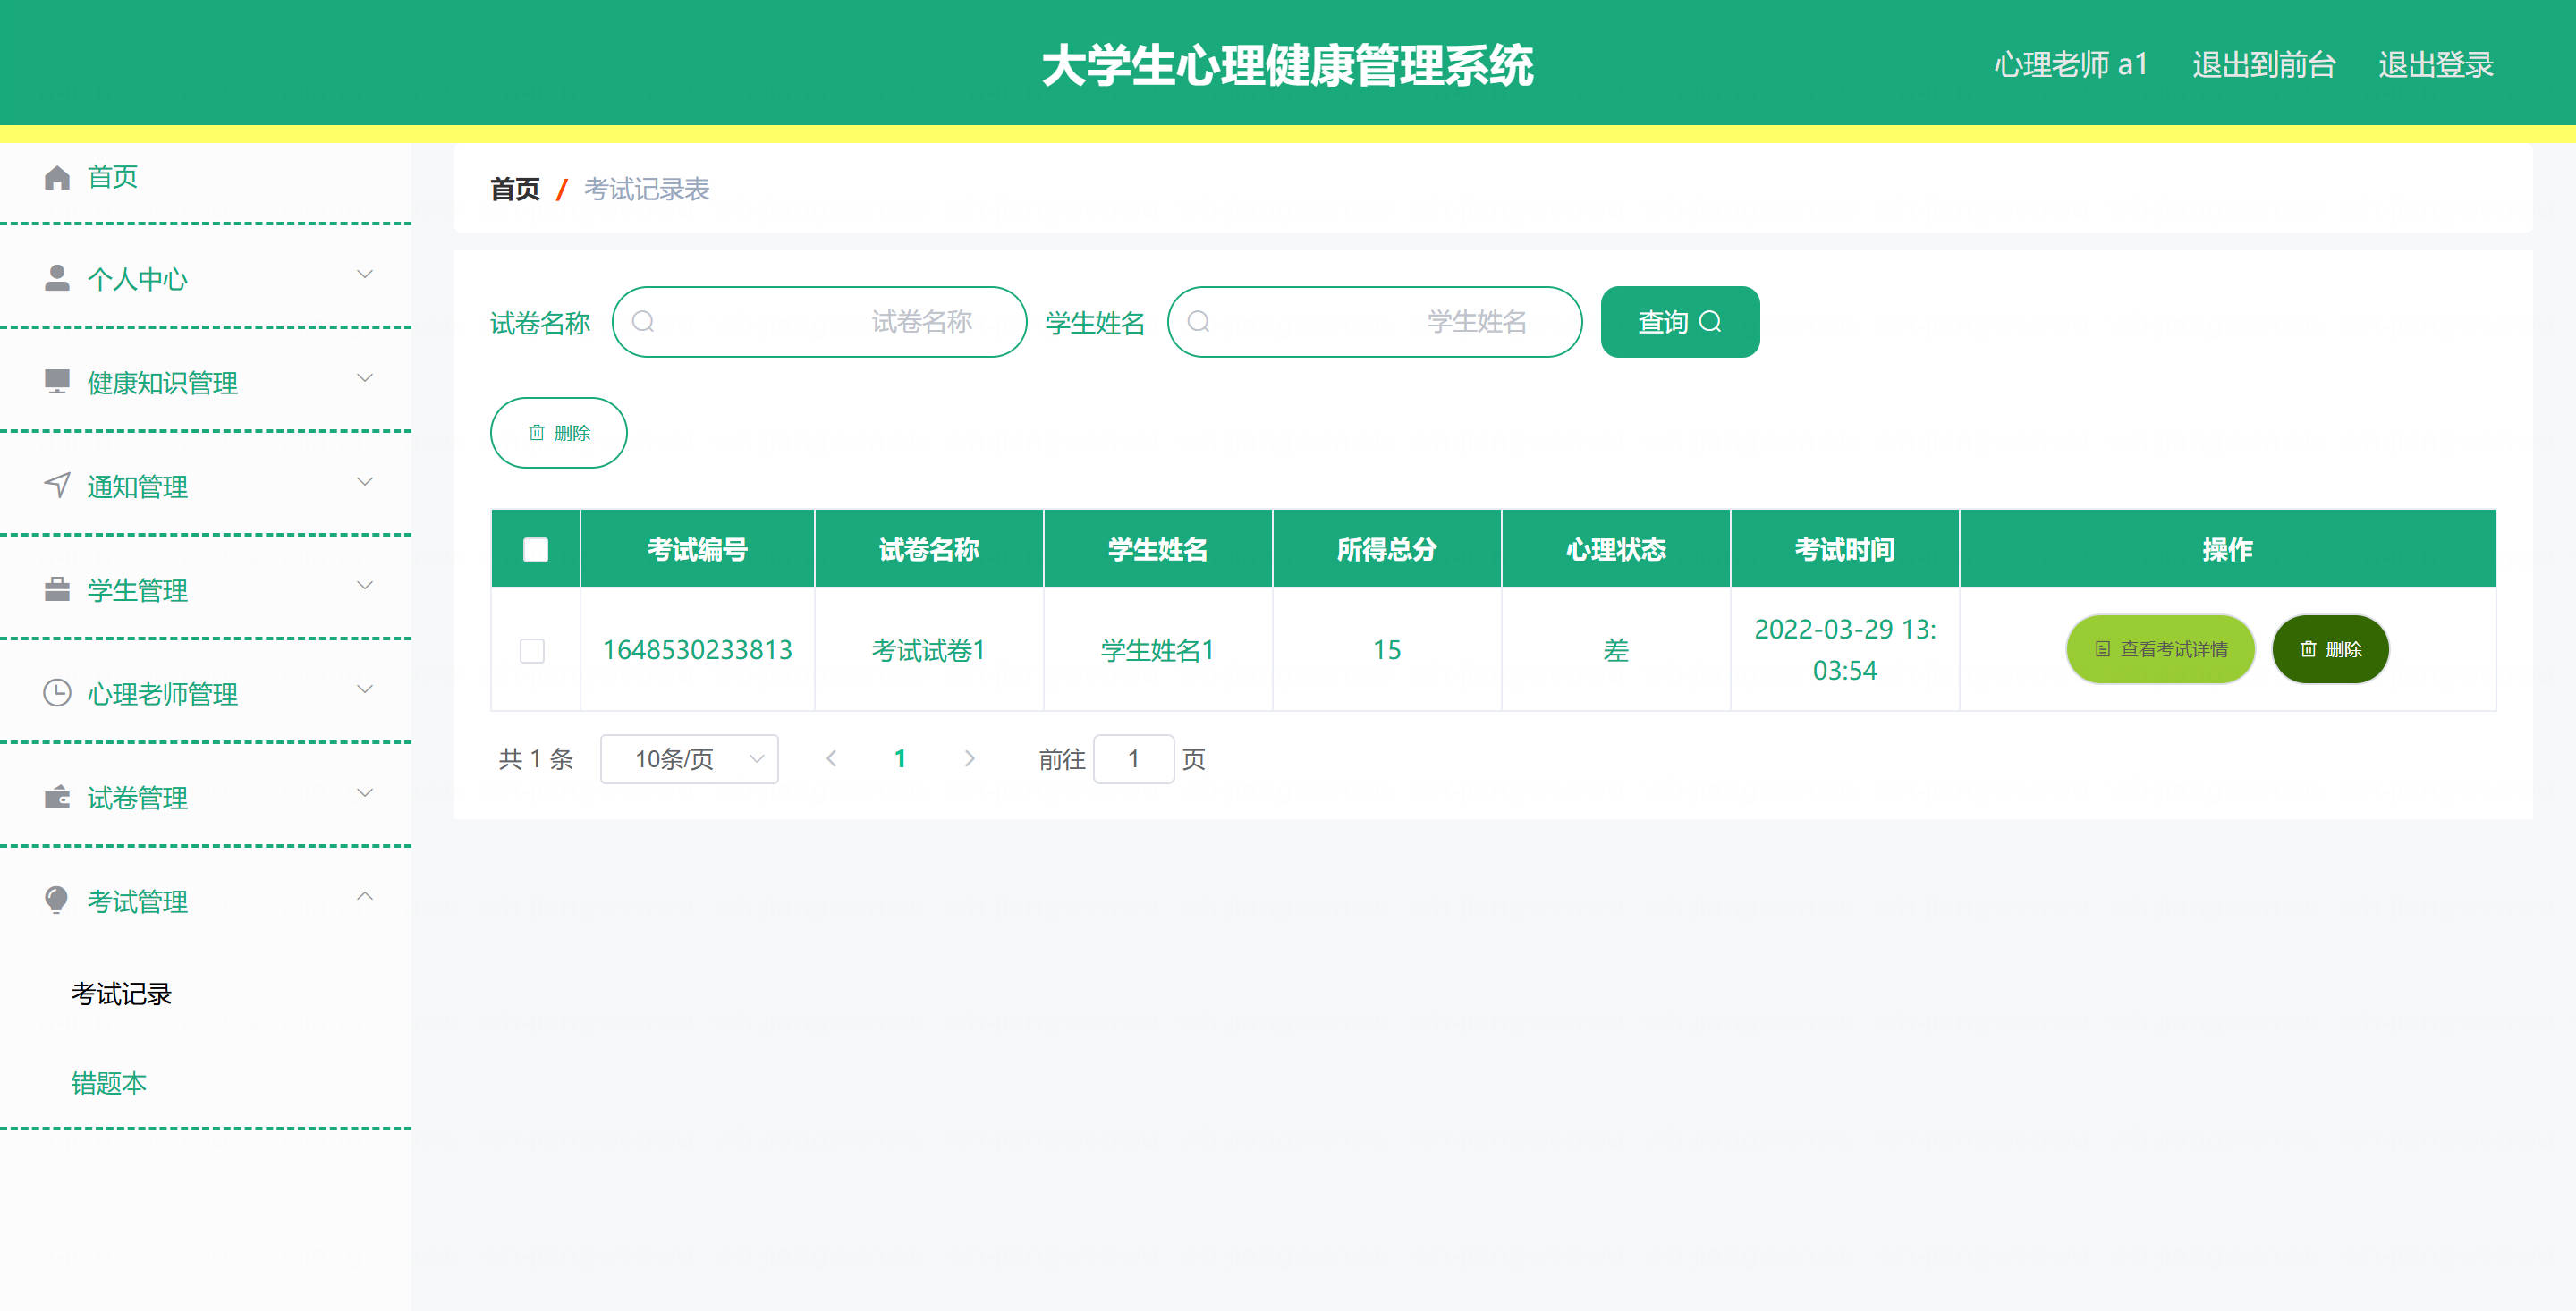 大学生心理健康管理系统
心理老师 a1 退出到前台 退出登录
首页
个人中心
健康知识管理
通知管理
学生管理
心理老师管理
试卷管理
考试管理
考试记录
错题本
首页 / 考试记录表
试卷名称 试卷名称 学生姓名 学生姓名 查询
删除
考试编号 试卷名称 学生姓名 所得总分 心理状态 考试时间 操作
1648530233813 考试试卷1 学生姓名1 15 差 2022-03-29 13:
03:54 查看考试详情 删除
共 1 条 10条/页 1 前往 1 页